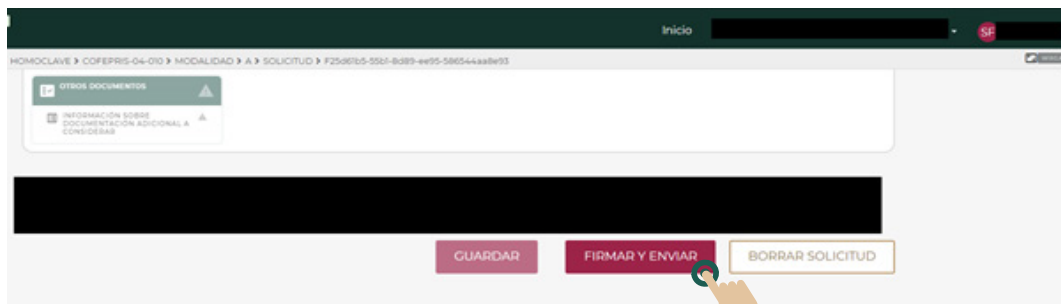 Inicio
SF
HOMOCLAVE > COFEPRIS-04-010 > MODALIDAD > A > SOLICITUD > F25d61b5-55b1-8d89-ee95-586544aa8e93
OTROS DOCUMENTOS
INFORMACIÓN SOBRE
DOCUMENTACIÓN ADICIONAL A
CONSIDERAR
GUARDAR
FIRMAR Y ENVIAR
BORRAR SOLICITUD